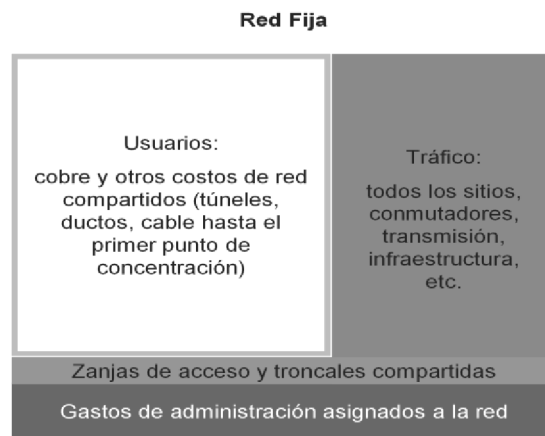 Red Fija
Usuarios:
cobre y otros costos de red
compartidos (túneles,
ductos, cable hasta el
primer punto de
concentración)
Tráfico:
todos los sitios,
conmutadores,
transmisión,
infraestructura,
etc.
Zanjas de acceso y troncales compartidas
Gastos de administración asignados a la red